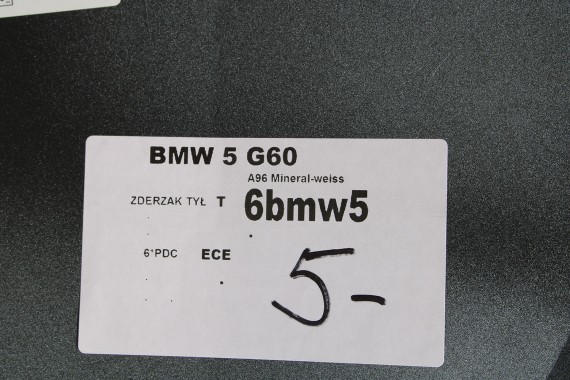 BMW 5 G60
A96 Mineral-weiss
ZDERZAK TYŁ T 6bmw5
6*PDC ECE
5-